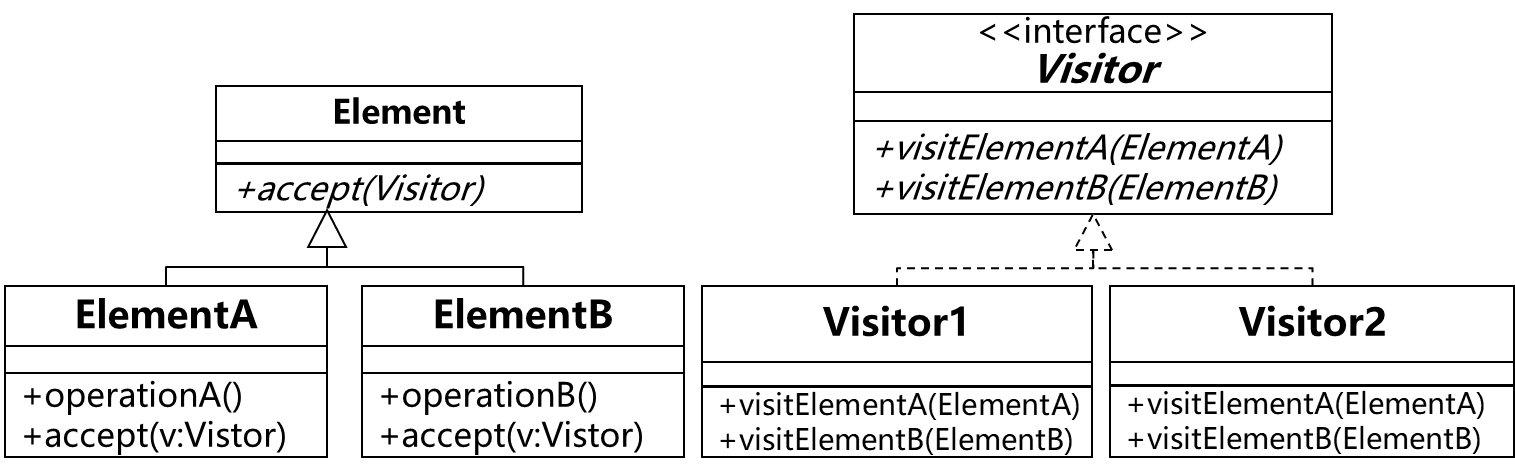 Element
+accept(Visitor)
ElementA
+operationA()
+accept(v:Vistor)
ElementB
+operationB()
+accept(v:Vistor)
<<interface>>
Visitor
+visitElementA(ElementA)
+visitElementB(ElementB)
Visitor1
+visitElementA(ElementA)
+visitElementB(ElementB)
Visitor2
+visitElementA(ElementA)
+visitElementB(ElementB)